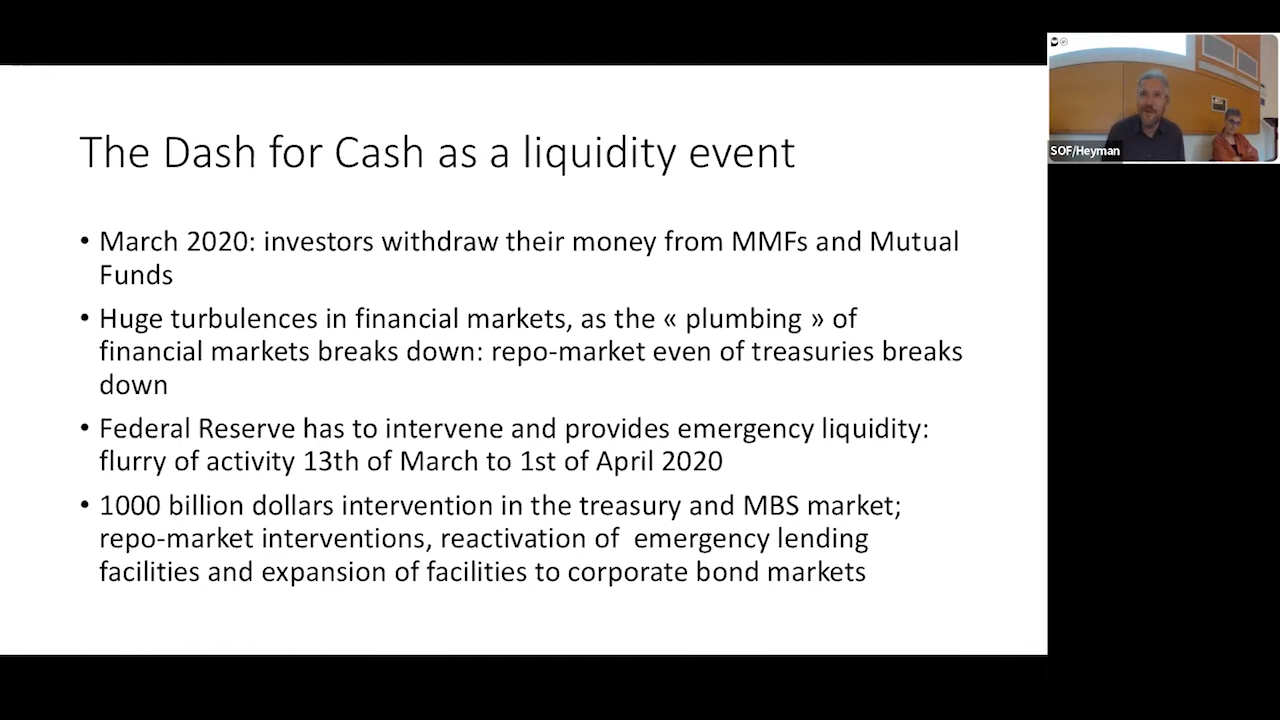 The Dash for Cash as a liquidity event
• March 2020: investors withdraw their money from MMFs and Mutual
Funds
• Huge turbulences in financial markets, as the « plumbing » of
financial markets breaks down: repo-market even of treasuries breaks
down
• Federal Reserve has to intervene and provides emergency liquidity:
flurry of activity 13th of March to 1st of April 2020
• 1000 billion dollars intervention in the treasury and MBS market;
repo-market interventions, reactivation of  emergency lending
facilities and expansion of facilities to corporate bond markets
SOF/Heyman